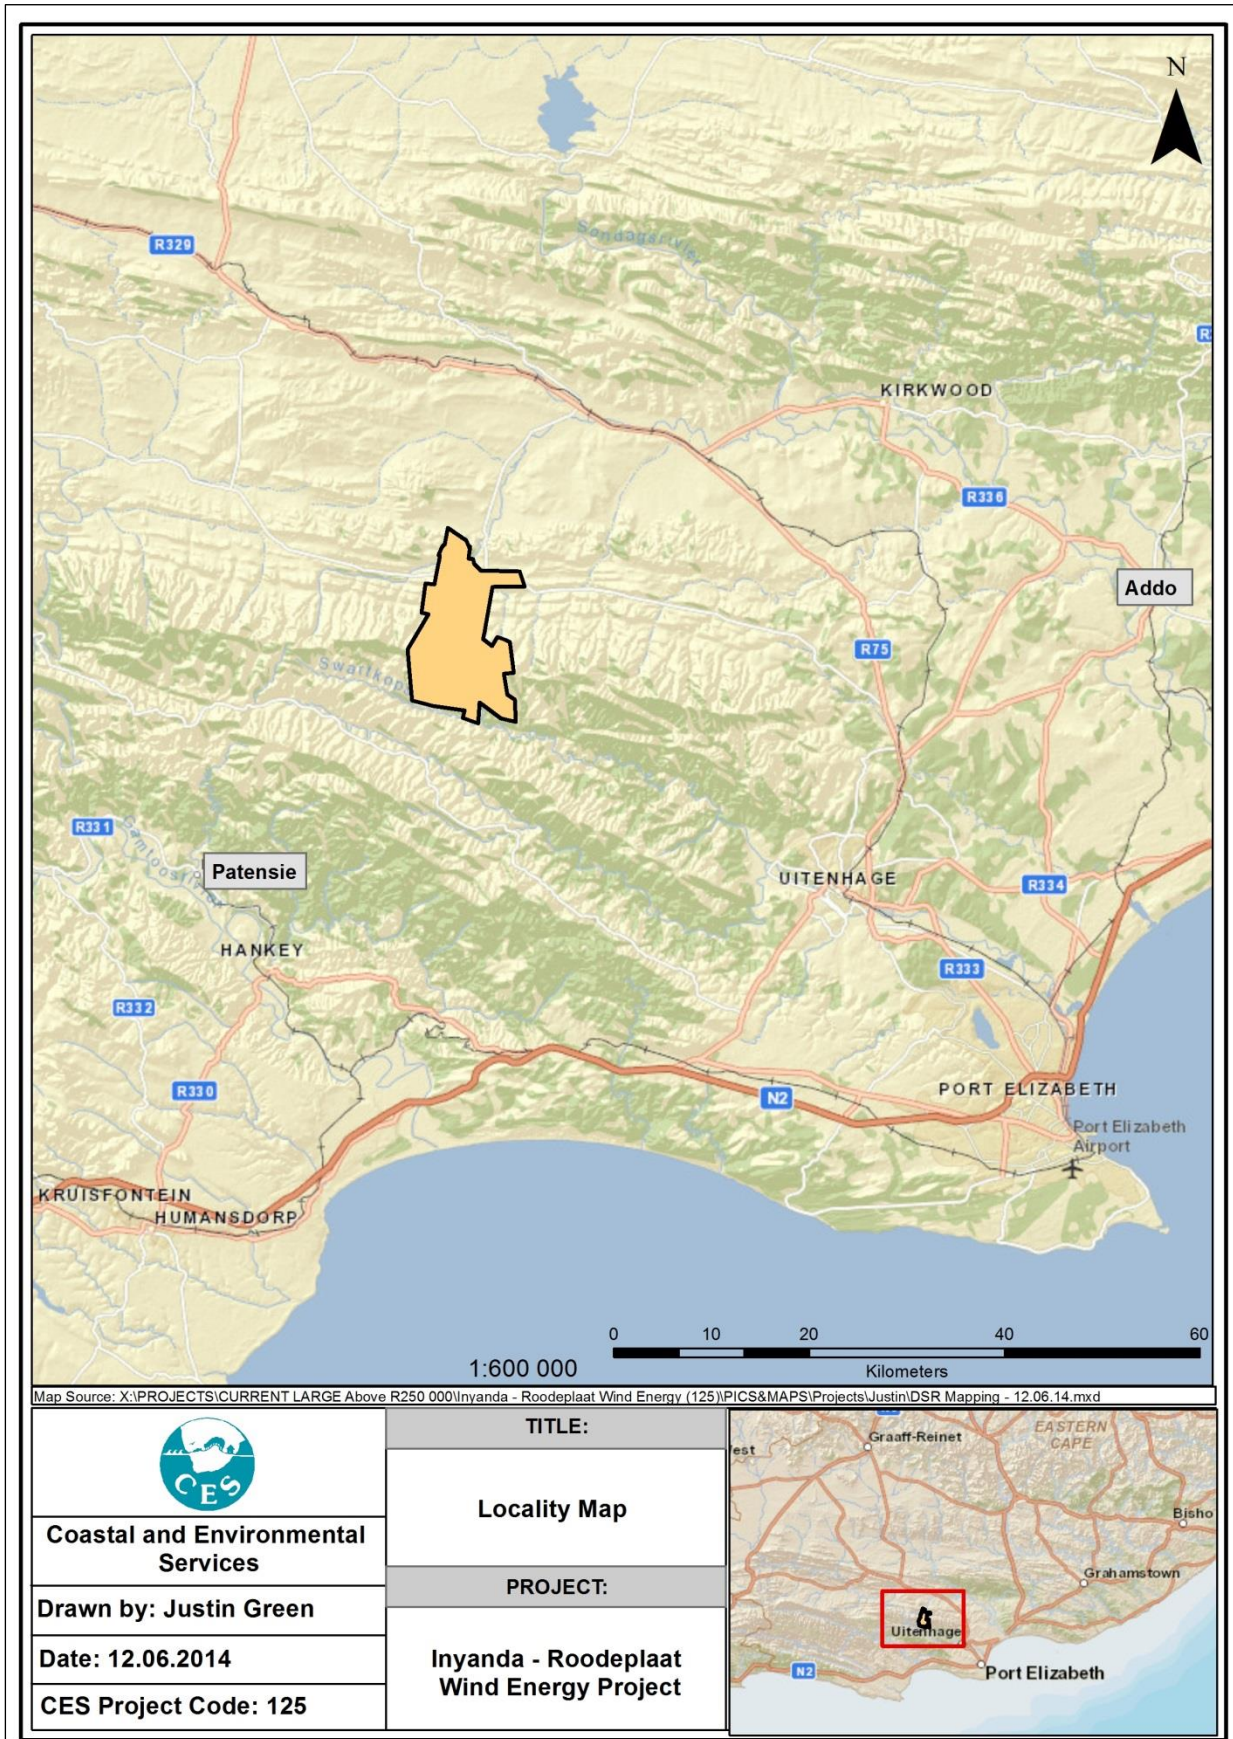 N
R329
Sondagsrivier
KIRKWOOD
R336
Addo
R75
Swartkops
R331
Gamtoosrivier
Patensie
UITENHAGE
R334
HANKEY
R333
R332
R330
N2
PORT ELIZABETH
Port Elizabeth
Airport
KRUISFONTEIN
HUMANSDORP
0 10 20 40 60
1:600 000
Kilometers
Map Source: X:\PROJECTS\CURRENT LARGE Above R250 000\Inyanda - Roodeplaat Wind Energy (125)\PICS&MAPS\Projects\Justin\DSR Mapping - 12.06.14.mxd
CES
Coastal and Environmental
Services
Drawn by: Justin Green
Date: 12.06.2014
CES Project Code: 125
TITLE:
Locality Map
PROJECT:
Inyanda - Roodeplaat
Wind Energy Project
EASTERN
CAPE
Graaff-Reinet
est
Bisho
Grahamstown
Uitenhage
N2
Port Elizabeth